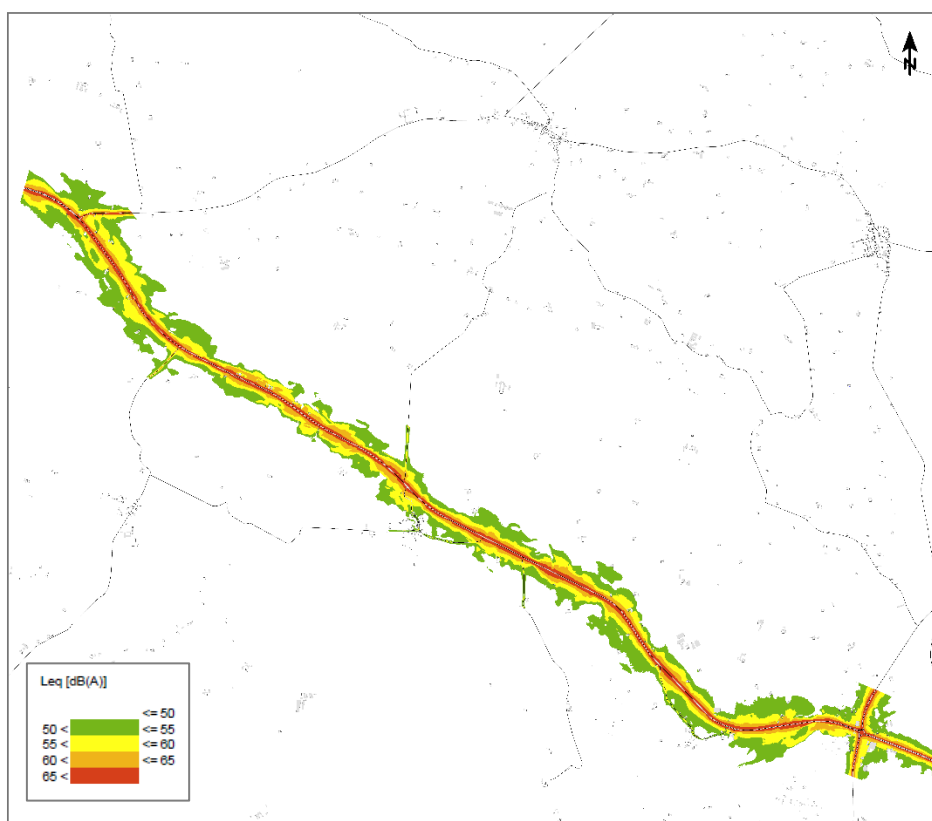 N
Leq [dB(A)]
<= 50
50 < <= 55
55 < <= 60
60 < <= 65
65 <